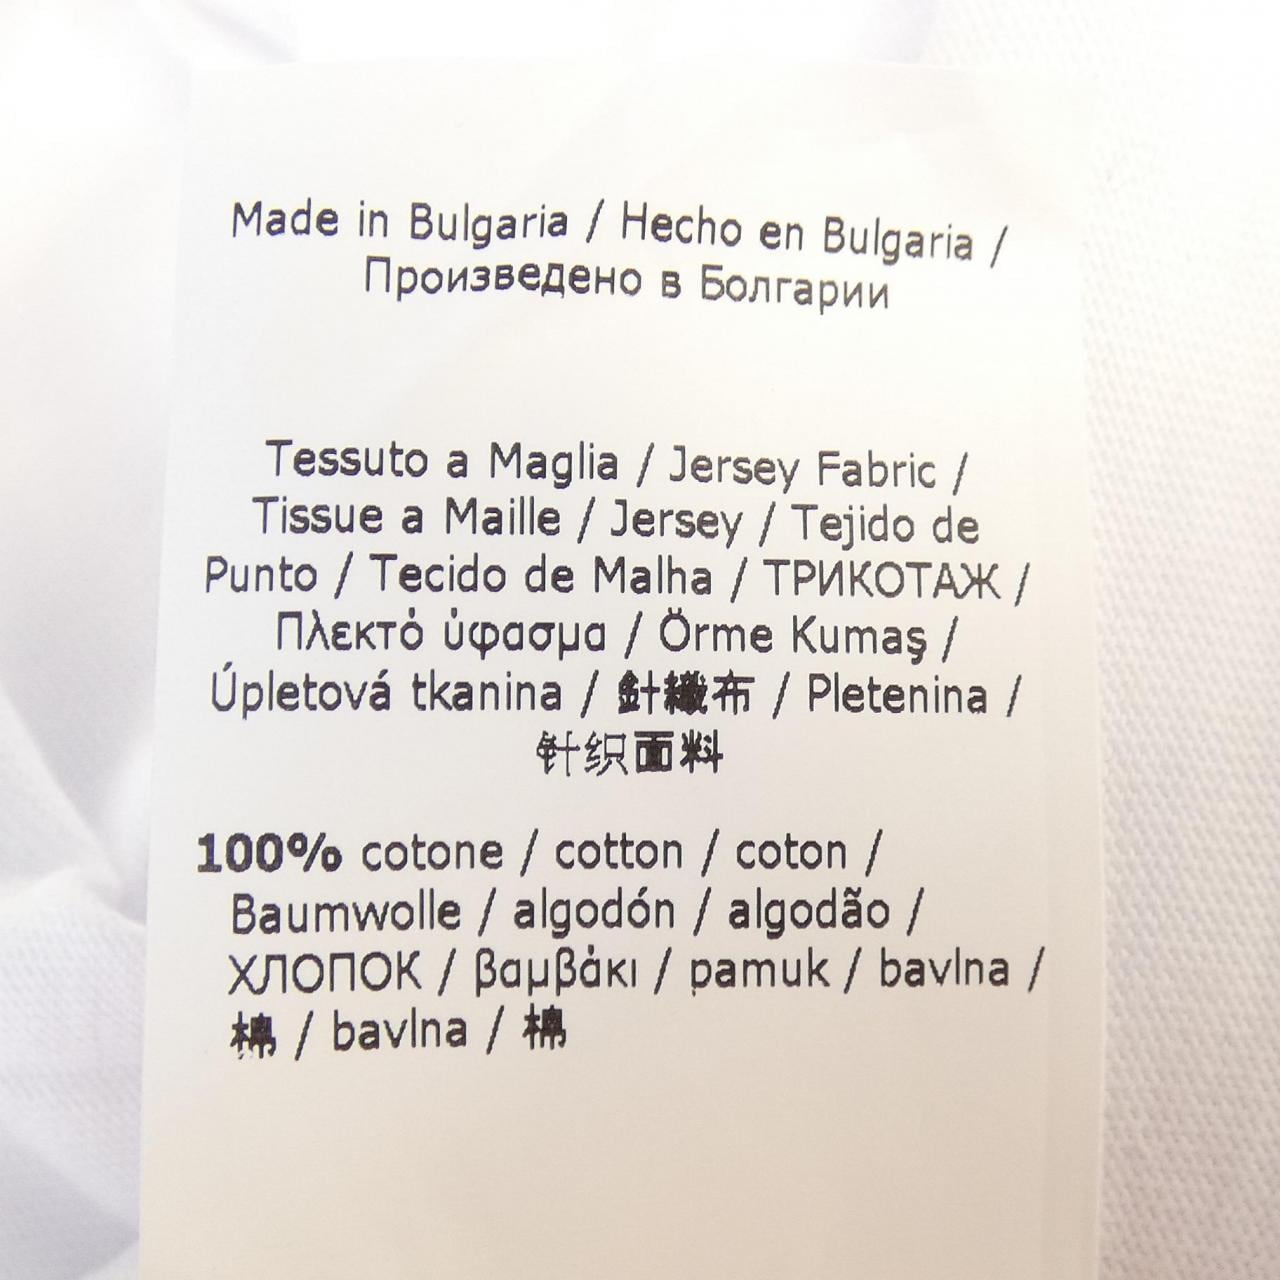 Made in Bulgaria / Hecho en Bulgaria /
Произведено в Болгарии
Tessuto a Maglia / Jersey Fabric /
Tissue a Maille / Jersey / Tejido de
Punto / Tecido de Malha / ТРИКОТАЖ /
Πλεκτό ύφασμα / Örme Kumaş /
Úpletová tkanina / 針織布 / Pletenina /
针织面料
100% cotone / cotton / coton /
Baumwolle / algodón / algodão /
ХЛОПОК / βαμβάκι / pamuk / bavlna /
棉 / bavlna / 棉